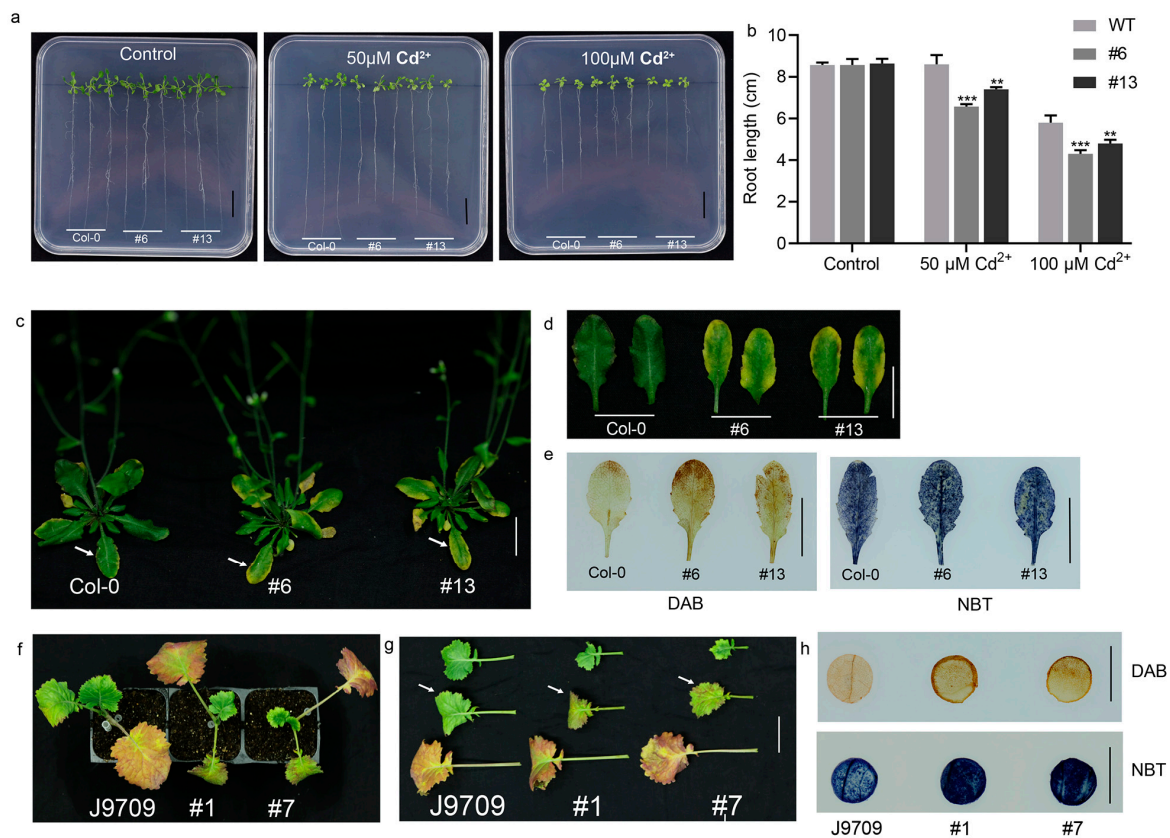 a
Control
50μM Cd²⁺
100μM Cd²⁺
Col-0 #6 #13
Col-0 #6 #13
Col-0 #6 #13
b
WT
#6
#13
Root length (cm)
10
8
6
4
2
0
*** **
*** **
Control 50 μM Cd²⁺ 100 μM Cd²⁺
c
Col-0 #6 #13
d
Col-0 #6 #13
e
Col-0 #6 #13
DAB
Col-0 #6 #13
NBT
f
J9709 #1 #7
g
J9709 #1 #7
h
DAB
NBT
J9709 #1 #7